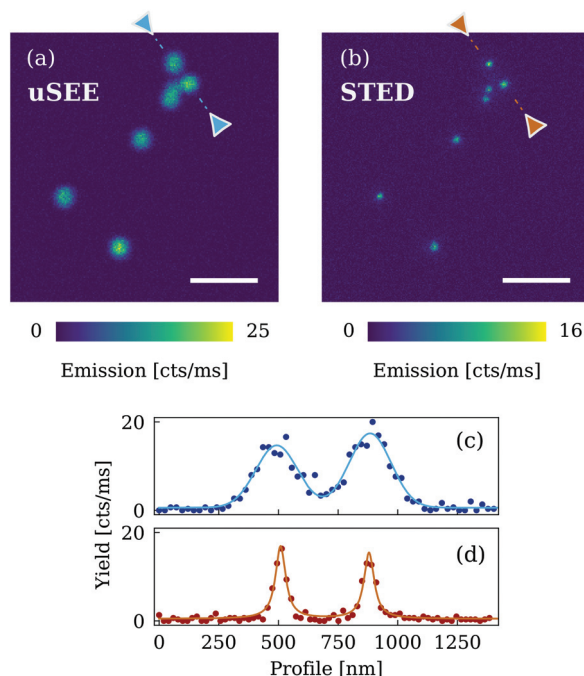 (a)
uSEE
(b)
STED
0
25
0
16
Emission [cts/ms]
Emission [cts/ms]
20
0
(c)
20
0
(d)
Yield [cts/ms]
0
250
500
750
1000
1250
Profile [nm]